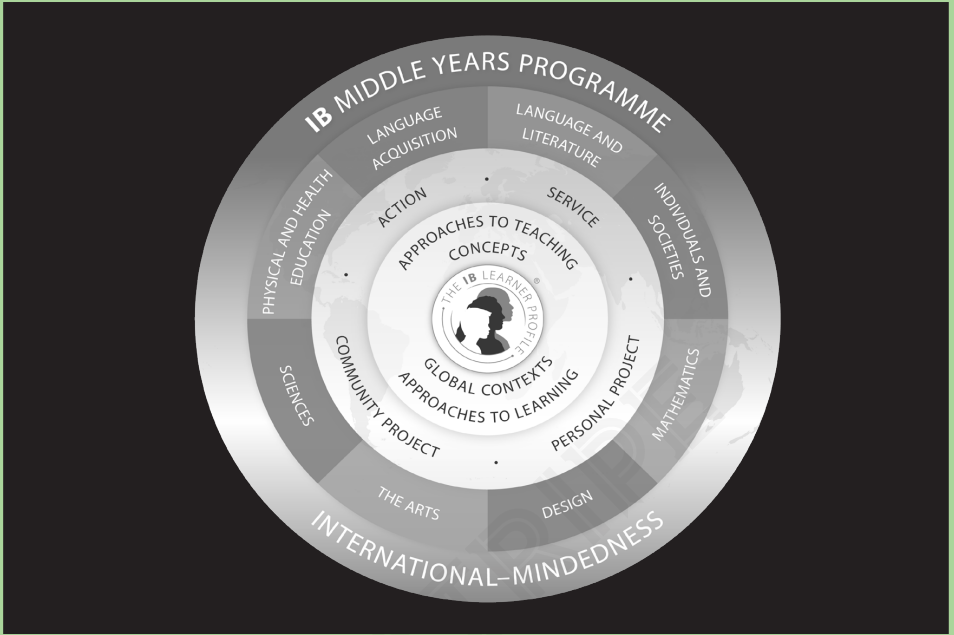 IB MIDDLE YEARS PROGRAMME
LANGUAGE
ACQUISITION
LANGUAGE AND
LITERATURE
PHYSICAL AND HEALTH
EDUCATION
INDIVIDUALS AND
SOCIETIES
ACTION
SERVICE
APPROACHES TO TEACHING
CONCEPTS
THE IB LEARNER PROFILE
®
GLOBAL CONTEXTS
APPROACHES TO LEARNING
COMMUNITY PROJECT
PERSONAL PROJECT
SCIENCES
MATHEMATICS
THE ARTS
DESIGN
INTERNATIONAL–MINDEDNESS